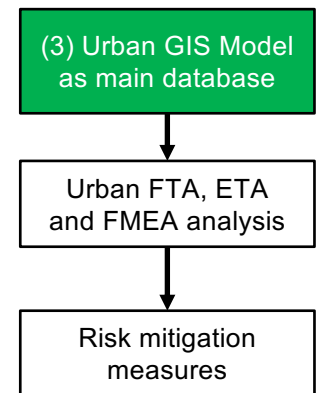 (3) Urban GIS Model
as main database
Urban FTA, ETA
and FMEA analysis
Risk mitigation
measures